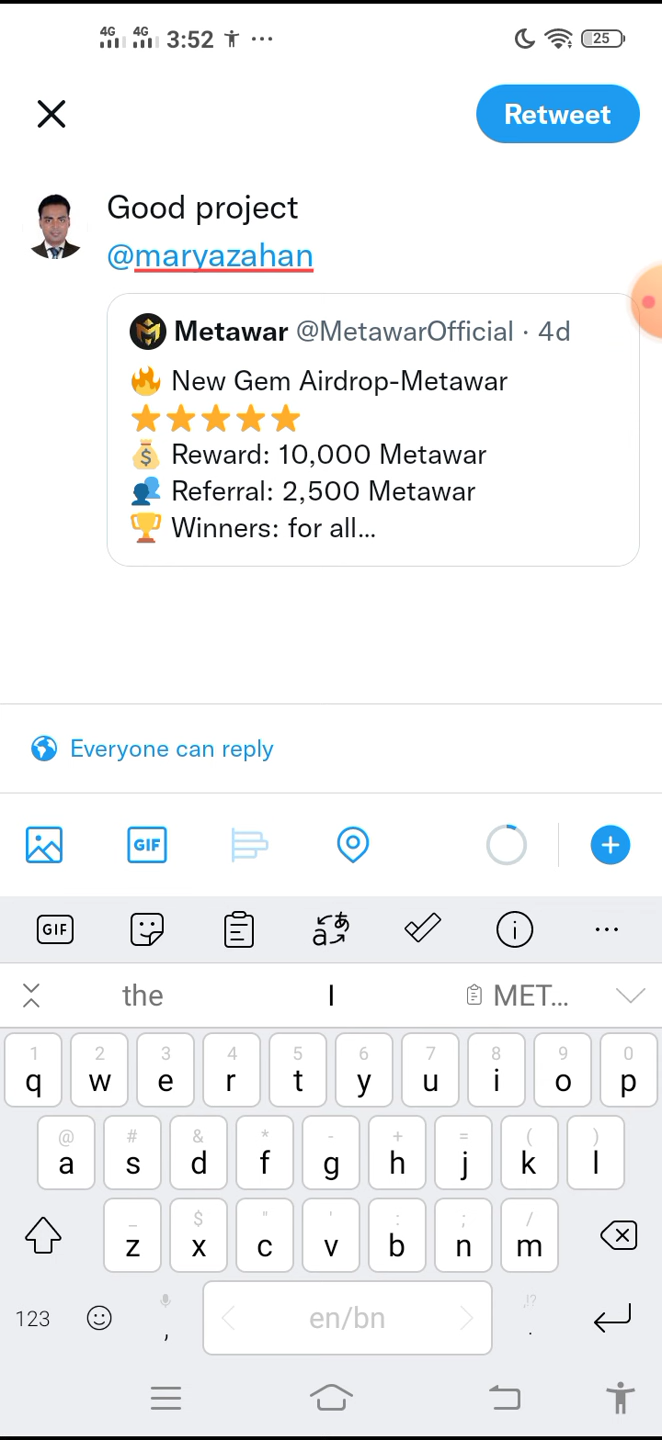 4G 4G 3:52 25
Retweet
Good project
@maryazahan
Metawar @MetawarOfficial · 4d
🔥 New Gem Airdrop-Metawar
⭐⭐⭐⭐⭐
💰 Reward: 10,000 Metawar
👥 Referral: 2,500 Metawar
🏆 Winners: for all...
Everyone can reply
GIF
GIF aあ ...
the I MET...
1 2 3 4 5 6 7 8 9 0
q w e r t y u i o p
@ # & * - + = ( )
a s d f g h j k l
_ $ " ' : ; /
z x c v b n m
,!?
123 , en/bn .